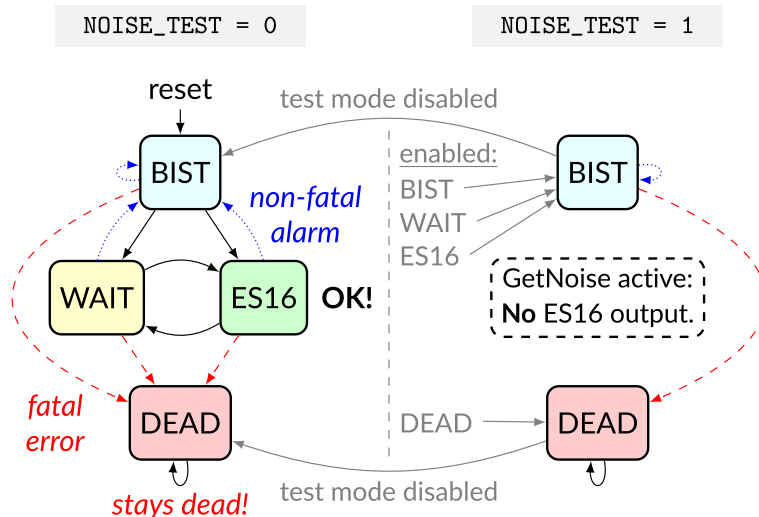 NOISE_TEST = 0
NOISE_TEST = 1
reset
test mode disabled
BIST
non-fatal
alarm
enabled:
BIST
WAIT
ES16
BIST
WAIT
ES16
OK!
GetNoise active:
No ES16 output.
fatal
error
DEAD
DEAD
DEAD
stays dead!
test mode disabled